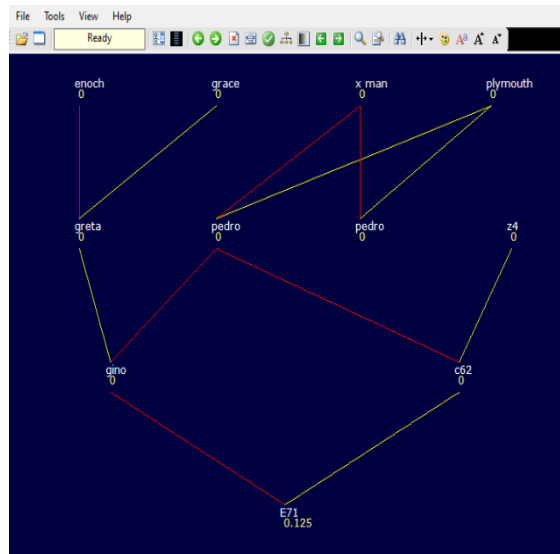 File Tools View Help
Ready
enoch grace x man plymouth
0 0 0 0
greta pedro pedro z4
0 0 0 0
gino c62
0 0
E71
0.125